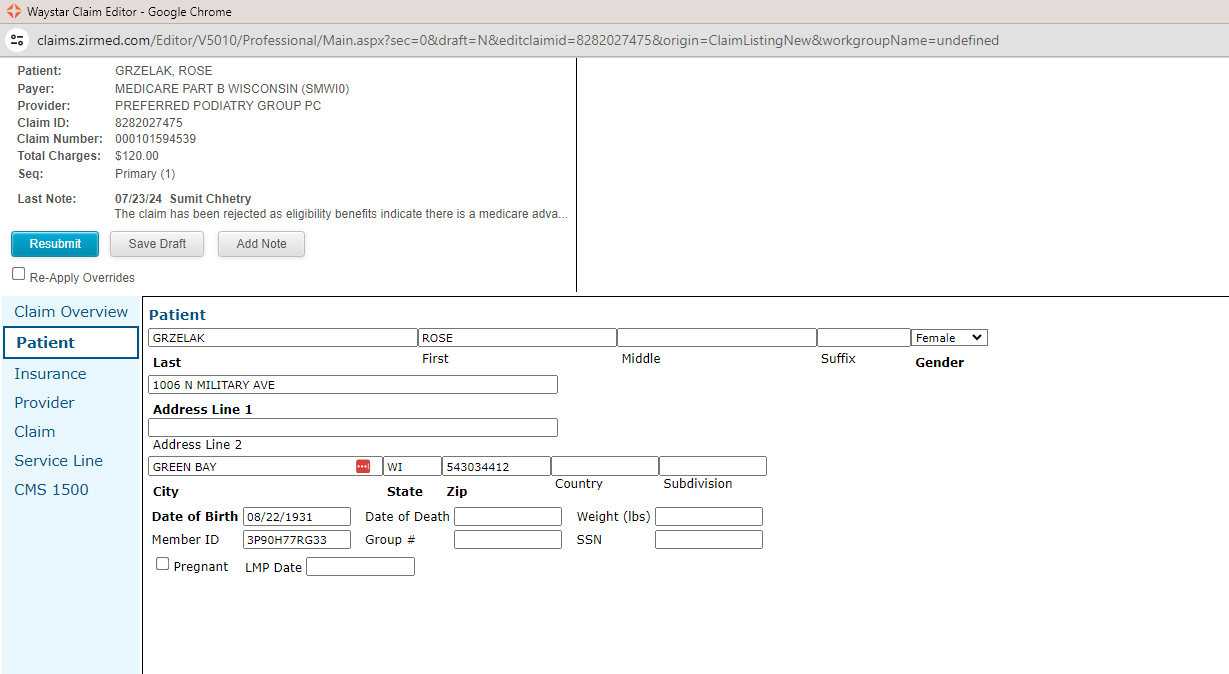 Waystar Claim Editor - Google Chrome
claims.zirmed.com/Editor/V5010/Professional/Main.aspx?sec=0&draft=N&editclaimid=8282027475&origin=ClaimListingNew&workgroupName=undefined
Patient: GRZELAK, ROSE
Payer: MEDICARE PART B WISCONSIN (SMWI0)
Provider: PREFERRED PODIATRY GROUP PC
Claim ID: 8282027475
Claim Number: 000101594539
Total Charges: $120.00
Seq: Primary (1)
Last Note: 07/23/24 Sumit Chhetry
The claim has been rejected as eligibility benefits indicate there is a medicare adva...
Resubmit Save Draft Add Note
Re-Apply Overrides
Claim Overview
Patient
Insurance
Provider
Claim
Service Line
CMS 1500
Patient
GRZELAK ROSE Female
Last First Middle Suffix Gender
1006 N MILITARY AVE
Address Line 1
Address Line 2
GREEN BAY WI 543034412
City State Zip Country Subdivision
Date of Birth 08/22/1931 Date of Death Weight (lbs)
Member ID 3P90H77RG33 Group # SSN
Pregnant LMP Date